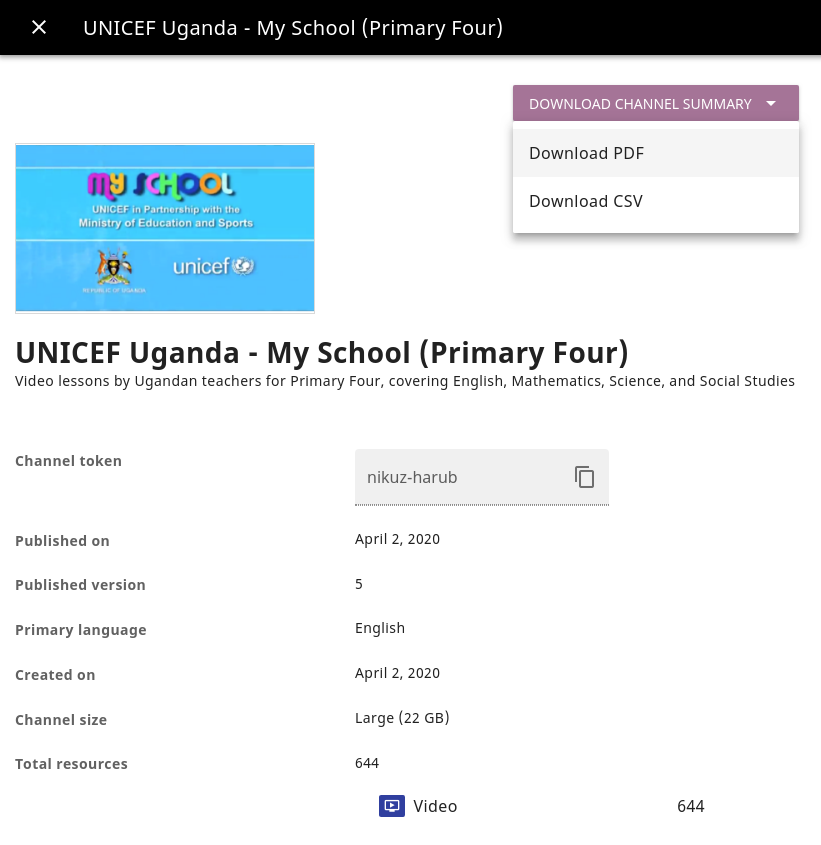 UNICEF Uganda - My School (Primary Four)
DOWNLOAD CHANNEL SUMMARY
Download PDF
Download CSV
MY SCHOOL
UNICEF in Partnership with the
Ministry of Education and Sports
unicef
REPUBLIC OF UGANDA
UNICEF Uganda - My School (Primary Four)
Video lessons by Ugandan teachers for Primary Four, covering English, Mathematics, Science, and Social Studies
Channel token
nikuz-harub
Published on
April 2, 2020
Published version
5
Primary language
English
Created on
April 2, 2020
Channel size
Large (22 GB)
Total resources
644
Video 644